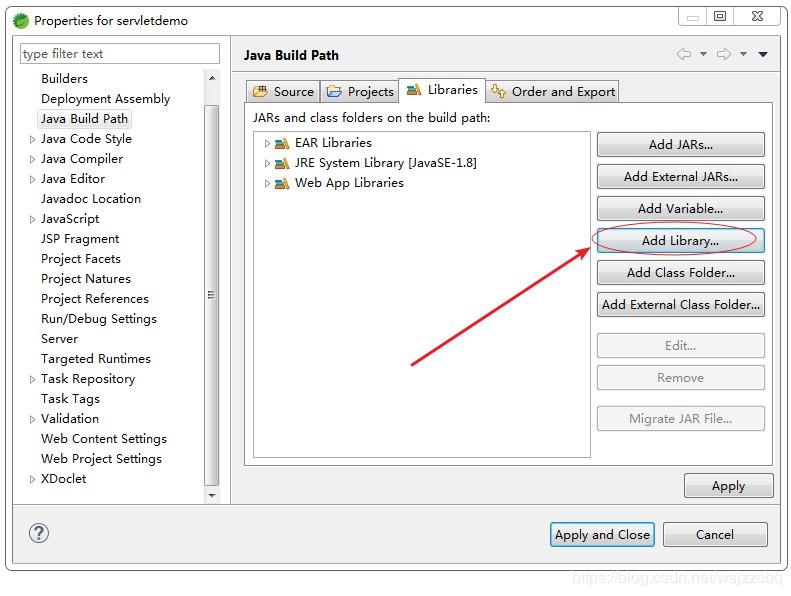 Properties for servletdemo
type filter text
Builders
Deployment Assembly
Java Build Path
Java Code Style
Java Compiler
Java Editor
Javadoc Location
JavaScript
JSP Fragment
Project Facets
Project Natures
Project References
Run/Debug Settings
Server
Targeted Runtimes
Task Repository
Task Tags
Validation
Web Content Settings
Web Project Settings
XDoclet
Java Build Path
Source Projects Libraries Order and Export
JARs and class folders on the build path:
EAR Libraries
JRE System Library [JavaSE-1.8]
Web App Libraries
Add JARs...
Add External JARs...
Add Variable...
Add Library...
Add Class Folder...
Add External Class Folder...
Edit...
Remove
Migrate JAR File...
Apply
Apply and Close Cancel
https://blog.csdn.net/wsjzzcbq